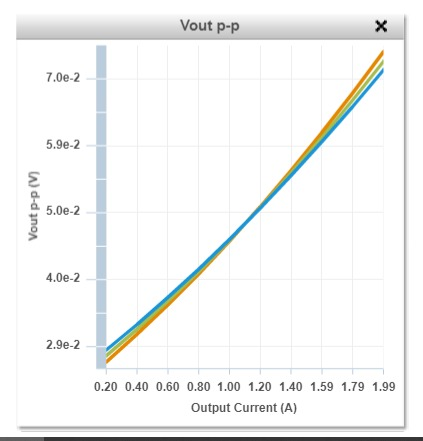 Vout p-p
7.0e-2
5.9e-2
5.0e-2
4.0e-2
2.9e-2
Vout p-p (V)
0.20 0.40 0.60 0.80 1.00 1.20 1.40 1.59 1.79 1.99
Output Current (A)